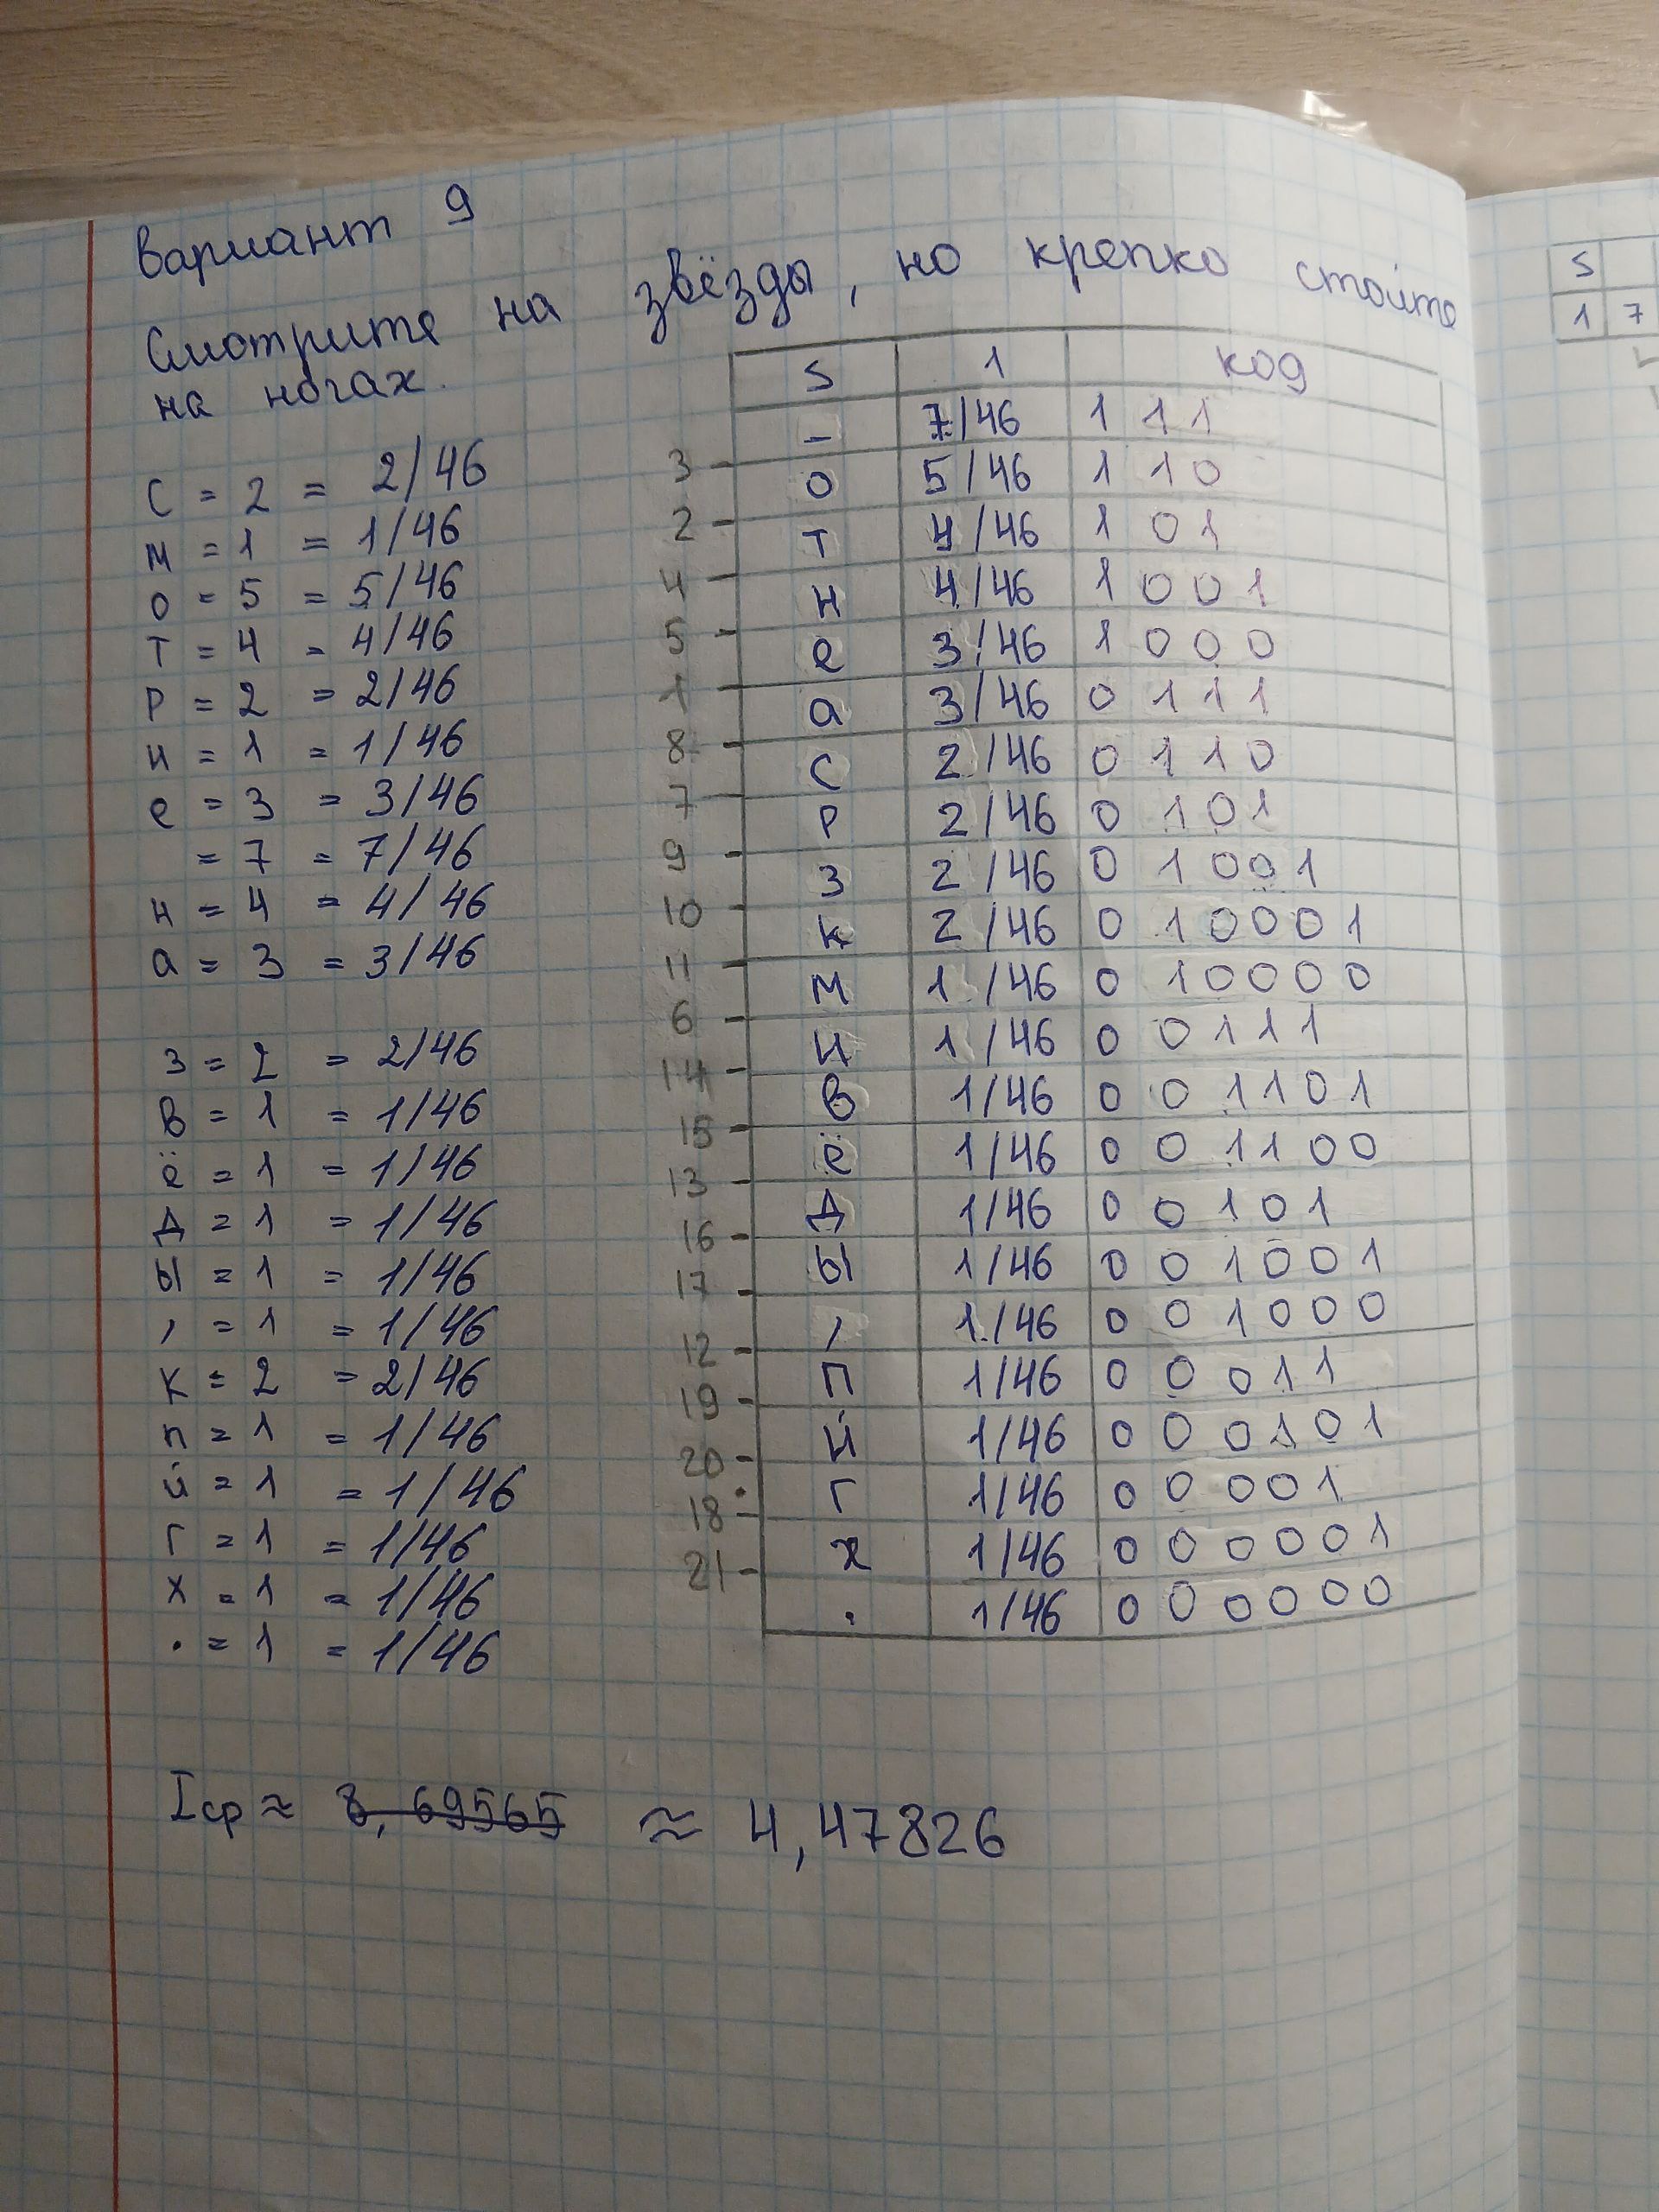 Вариант 9
Смотрите на звёзды, но крепко стойте
на ногах.
С = 2 = 2/46
м = 1 = 1/46
о = 5 = 5/46
т = 4 = 4/46
р = 2 = 2/46
и = 1 = 1/46
е = 3 = 3/46
= 7 = 7/46
н = 4 = 4/46
а = 3 = 3/46
з = 2 = 2/46
в = 1 = 1/46
ё = 1 = 1/46
д = 1 = 1/46
ы = 1 = 1/46
, = 1 = 1/46
к = 2 = 2/46
п = 1 = 1/46
й = 1 = 1/46
г = 1 = 1/46
х = 1 = 1/46
. = 1 = 1/46
S 1 код
_ 7/46 1 1 1
3 -
о 5/46 1 1 0
2 -
т 4/46 1 0 1
4 -
н 4/46 1 0 0 1
5 -
е 3/46 1 0 0 0
1 -
а 3/46 0 1 1 1
8 -
с 2/46 0 1 1 0
7 -
р 2/46 0 1 0 1
9 -
з 2/46 0 1 0 0 1
10 -
к 2/46 0 1 0 0 0 1
11 -
м 1/46 0 1 0 0 0 0
6 -
и 1/46 0 0 1 1 1
14 -
в 1/46 0 0 1 1 0 1
15 -
ё 1/46 0 0 1 1 0 0
13 -
д 1/46 0 0 1 0 1
16 -
ы 1/46 0 0 1 0 0 1
17 -
, 1/46 0 0 1 0 0 0
12 -
п 1/46 0 0 0 1 1
19 -
й 1/46 0 0 0 1 0 1
20 -
г 1/46 0 0 0 0 1
18 -
х 1/46 0 0 0 0 0 1
21 -
. 1/46 0 0 0 0 0 0
Iср ≈ 8,69565 ≈ 4,47826
S
1 7